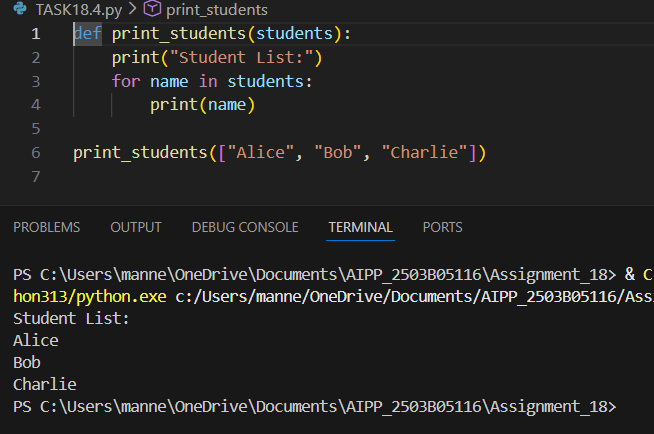 TASK18.4.py > print_students
1 def print_students(students):
2     print("Student List:")
3     for name in students:
4         print(name)
5
6 print_students(["Alice", "Bob", "Charlie"])
7
PROBLEMS OUTPUT DEBUG CONSOLE TERMINAL PORTS
PS C:\Users\manne\OneDrive\Documents\AIPP_2503B05116\Assignment_18> & C
hon313/python.exe c:/Users/manne/OneDrive/Documents/AIPP_2503B05116/Ass
Student List:
Alice
Bob
Charlie
PS C:\Users\manne\OneDrive\Documents\AIPP_2503B05116\Assignment_18>